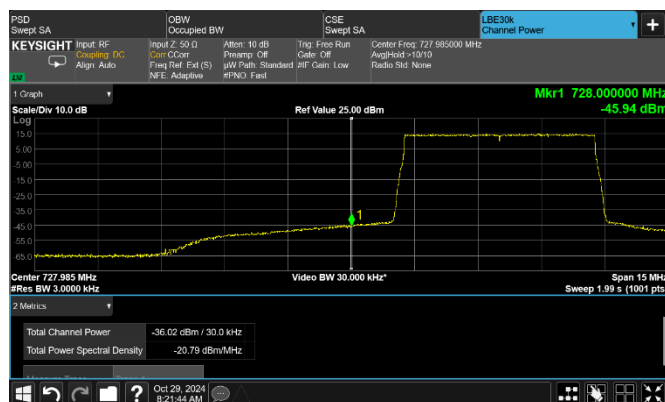 PSD
Swept SA
OBW
Occupied BW
CSE
Swept SA
LBE30k
Channel Power
KEYSIGHT
Input: RF
Coupling: DC
Align: Auto
Input Z: 50 Ω
Corr CCorr
Freq Ref: Ext (S)
NFE: Adaptive
Atten: 10 dB
Preamp: Off
µW Path: Standard
#PNO: Fast
Trig: Free Run
Gate: Off
#IF Gain: Low
Center Freq: 727.985000 MHz
Avg|Hold:>10/10
Radio Std: None
1 Graph
Scale/Div 10.0 dB
Ref Value 25.00 dBm
Mkr1 728.000000 MHz
-45.94 dBm
Log
15.0
5.00
-5.00
-15.0
-25.0
-35.0
-45.0
-55.0
-65.0
1
Center 727.985 MHz
#Res BW 3.0000 kHz
Video BW 30.000 kHz*
Span 15 MHz
Sweep 1.99 s (1001 pts)
2 Metrics
Total Channel Power -36.02 dBm / 30.0 kHz
Total Power Spectral Density -20.79 dBm/MHz
Oct 29, 2024
8:21:44 AM